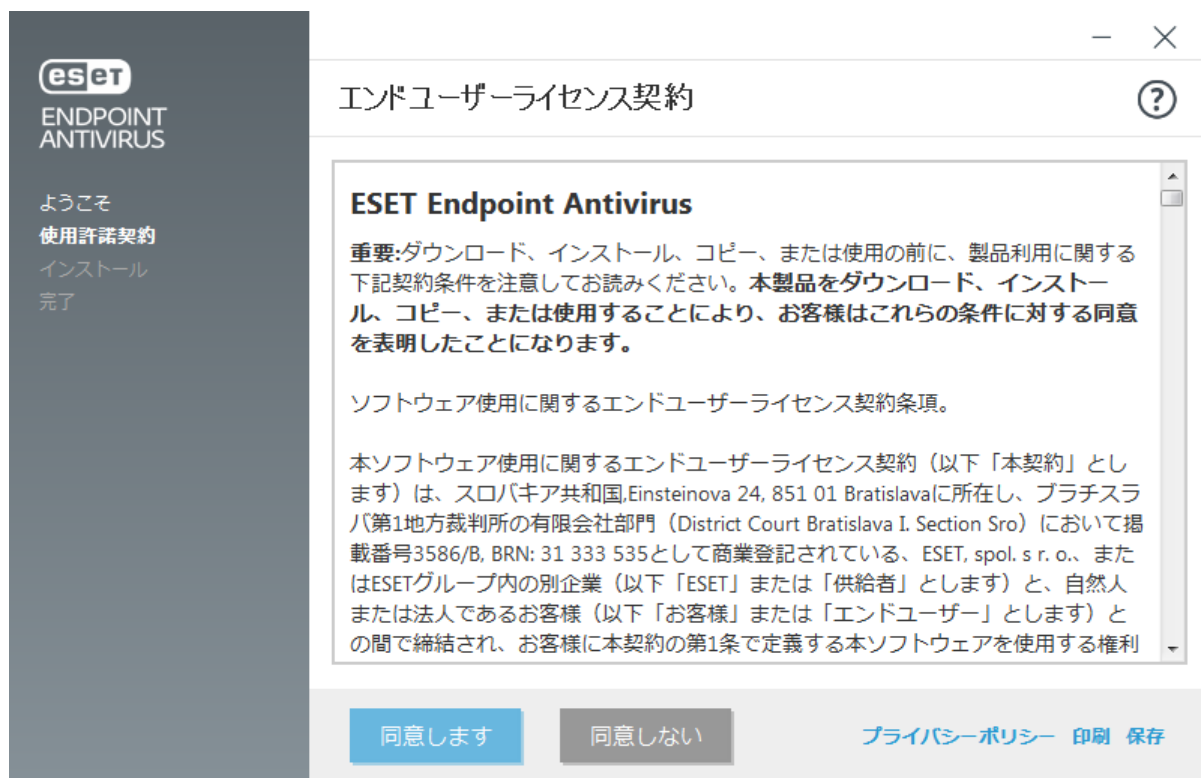 eset
ENDPOINT
ANTIVIRUS
ようこそ
使用許諾契約
インストール
完了
エンドユーザーライセンス契約
?
ESET Endpoint Antivirus
重要:ダウンロード、インストール、コピー、または使用の前に、製品利用に関する
下記契約条件を注意してお読みください。本製品をダウンロード、インストー
ル、コピー、または使用することにより、お客様はこれらの条件に対する同意
を表明したことになります。
ソフトウェア使用に関するエンドユーザーライセンス契約条項。
本ソフトウェア使用に関するエンドユーザーライセンス契約（以下「本契約」とし
ます）は、スロバキア共和国,Einsteinova 24, 851 01 Bratislavaに所在し、ブラチスラ
バ第1地方裁判所の有限会社部門（District Court Bratislava I. Section Sro）において掲
載番号3586/B, BRN: 31 333 535として商業登記されている、ESET, spol. s r. o.、また
はESETグループ内の別企業（以下「ESET」または「供給者」とします）と、自然人
または法人であるお客様（以下「お客様」または「エンドユーザー」とします）と
の間で締結され、お客様に本契約の第1条で定義する本ソフトウェアを使用する権利
同意します
同意しない
プライバシーポリシー 印刷 保存